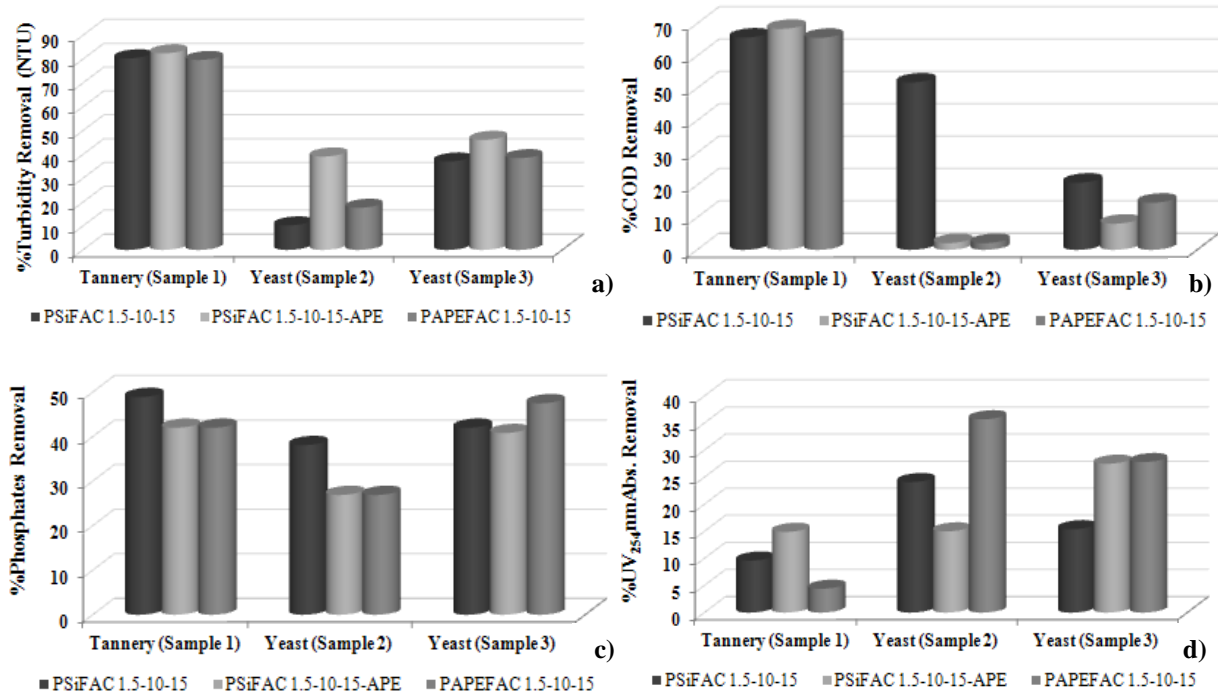 %Turbidity Removal (NTU)
90
80
70
60
50
40
30
20
10
0
Tannery (Sample 1) Yeast (Sample 2) Yeast (Sample 3)
a)
PSiFAC 1.5-10-15 PSiFAC 1.5-10-15-APE PAPEFAC 1.5-10-15
%COD Removal
70
60
50
40
30
20
10
0
Tannery (Sample 1) Yeast (Sample 2) Yeast (Sample 3)
b)
PSiFAC 1.5-10-15 PSiFAC 1.5-10-15-APE PAPEFAC 1.5-10-15
%Phosphates Removal
50
40
30
20
10
0
Tannery (Sample 1) Yeast (Sample 2) Yeast (Sample 3)
c)
PSiFAC 1.5-10-15 PSiFAC 1.5-10-15-APE PAPEFAC 1.5-10-15
%UV254nmAbs. Removal
40
35
30
25
20
15
10
5
0
Tannery (Sample 1) Yeast (Sample 2) Yeast (Sample 3)
d)
PSiFAC 1.5-10-15 PSiFAC 1.5-10-15-APE PAPEFAC 1.5-10-15